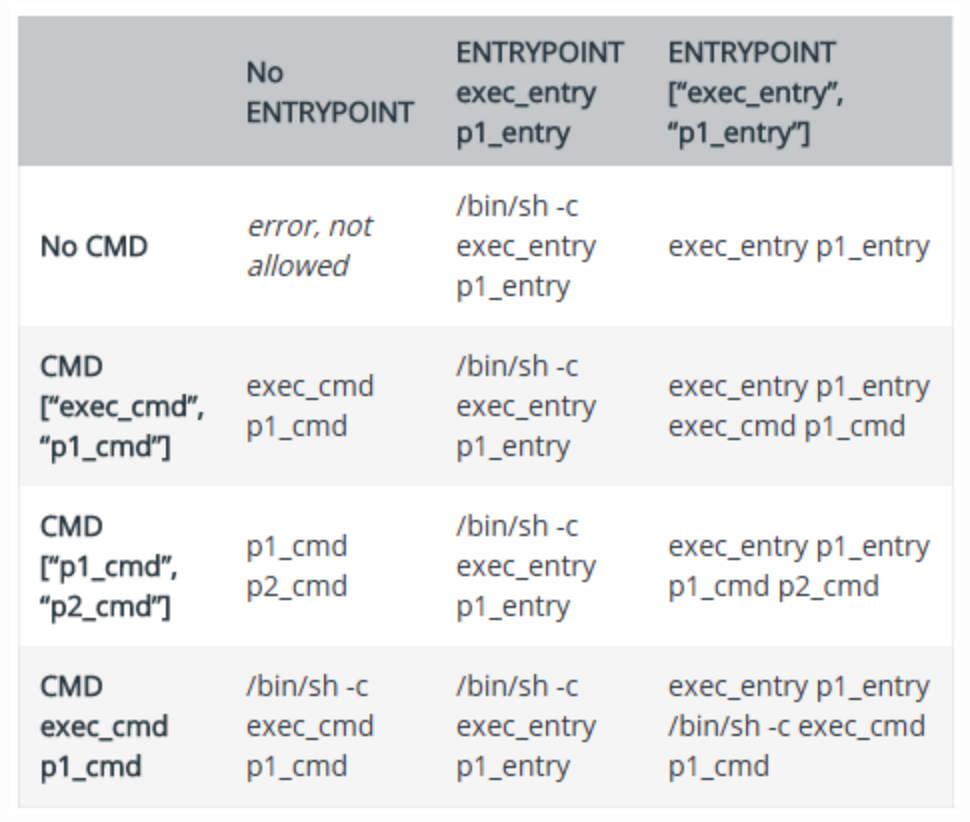 No
ENTRYPOINT
ENTRYPOINT
exec_entry
p1_entry
ENTRYPOINT
[“exec_entry”,
“p1_entry”]
No CMD
error, not
allowed
/bin/sh -c
exec_entry
p1_entry
exec_entry p1_entry
CMD
[“exec_cmd”,
“p1_cmd”]
exec_cmd
p1_cmd
/bin/sh -c
exec_entry
p1_entry
exec_entry p1_entry
exec_cmd p1_cmd
CMD
[“p1_cmd”,
“p2_cmd”]
p1_cmd
p2_cmd
/bin/sh -c
exec_entry
p1_entry
exec_entry p1_entry
p1_cmd p2_cmd
CMD
exec_cmd
p1_cmd
/bin/sh -c
exec_cmd
p1_cmd
/bin/sh -c
exec_entry
p1_entry
exec_entry p1_entry
/bin/sh -c exec_cmd
p1_cmd